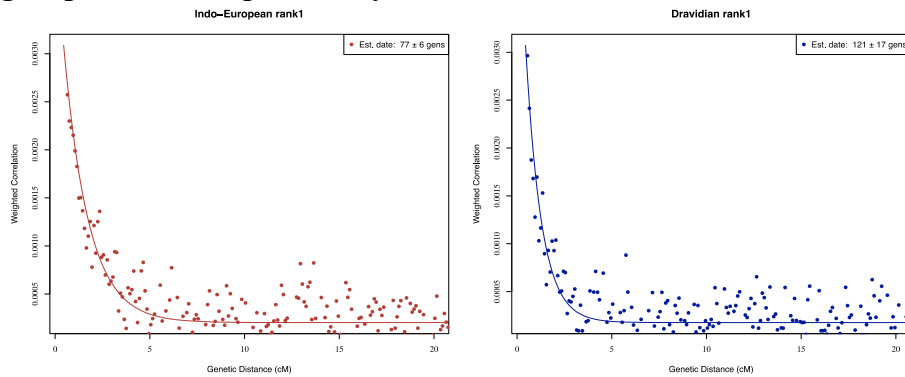 Indo−European rank1
Est. date: 77 ± 6 gens
Weighted Correlation
0.0005 0.0010 0.0015 0.0020 0.0025 0.0030
0 5 10 15 20
Genetic Distance (cM)
Dravidian rank1
Est. date: 121 ± 17 gens
Weighted Correlation
0.0005 0.0010 0.0015 0.0020 0.0025 0.0030
0 5 10 15 20
Genetic Distance (cM)